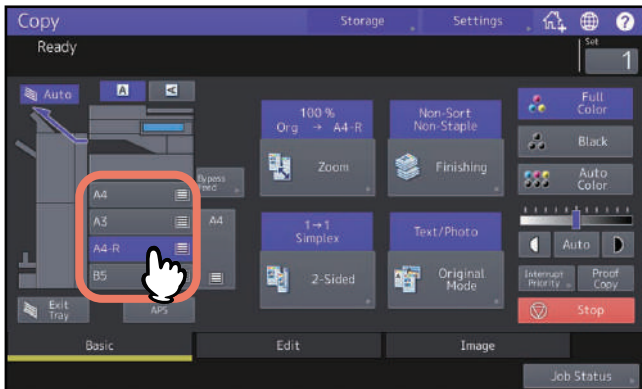 Copy
Storage
Settings
Ready
Set
1
Auto
A
A
100 %
Org → A4-R
Zoom
Non-Sort
Non-Staple
Finishing
Full
Color
Black
Auto
Color
Bypass
Feed
A4
A3
A4-R
B5
A4
1→1
Simplex
2-Sided
Text/Photo
Original
Mode
Auto
Interrupt
Priority
Proof
Copy
Exit
Tray
APS
Stop
Basic
Edit
Image
Job Status